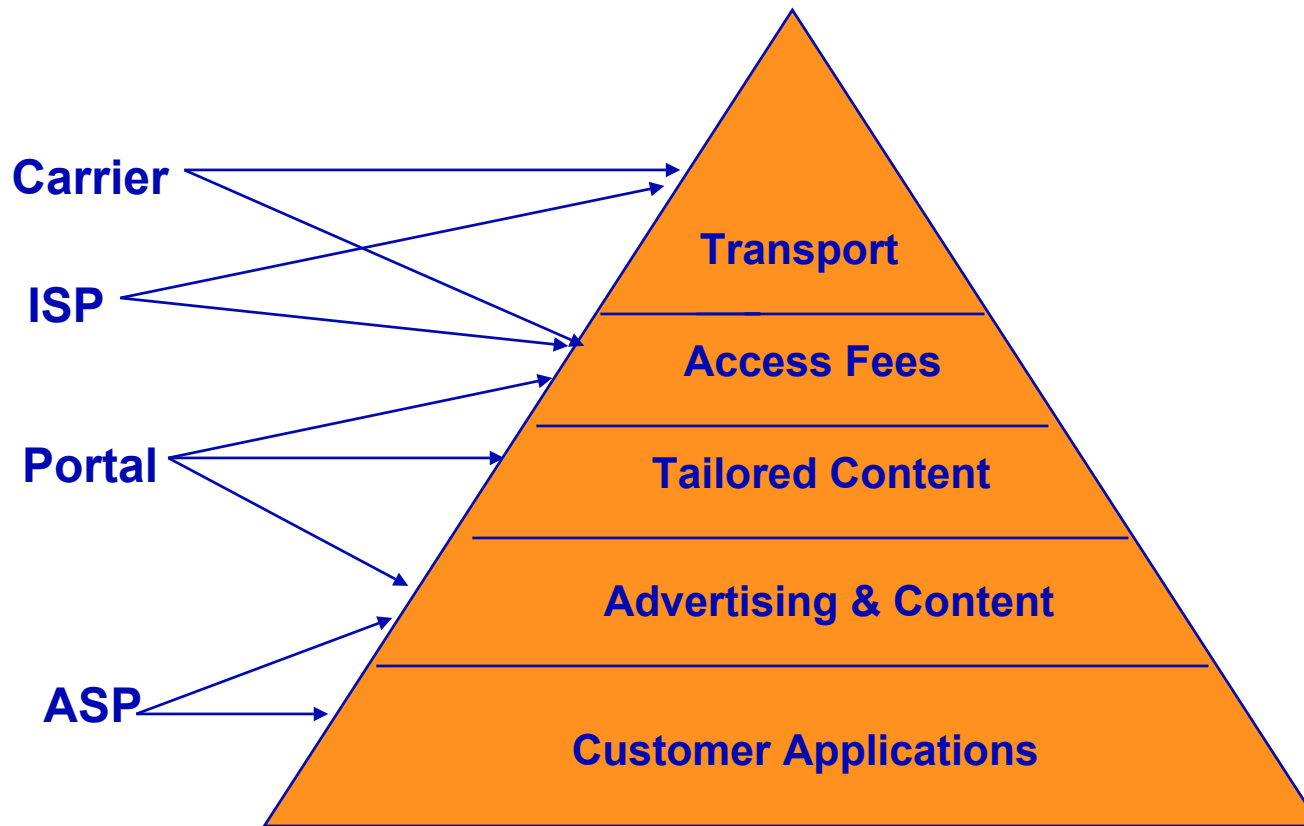 Carrier
ISP
Portal
ASP
Transport
Access Fees
Tailored Content
Advertising & Content
Customer Applications